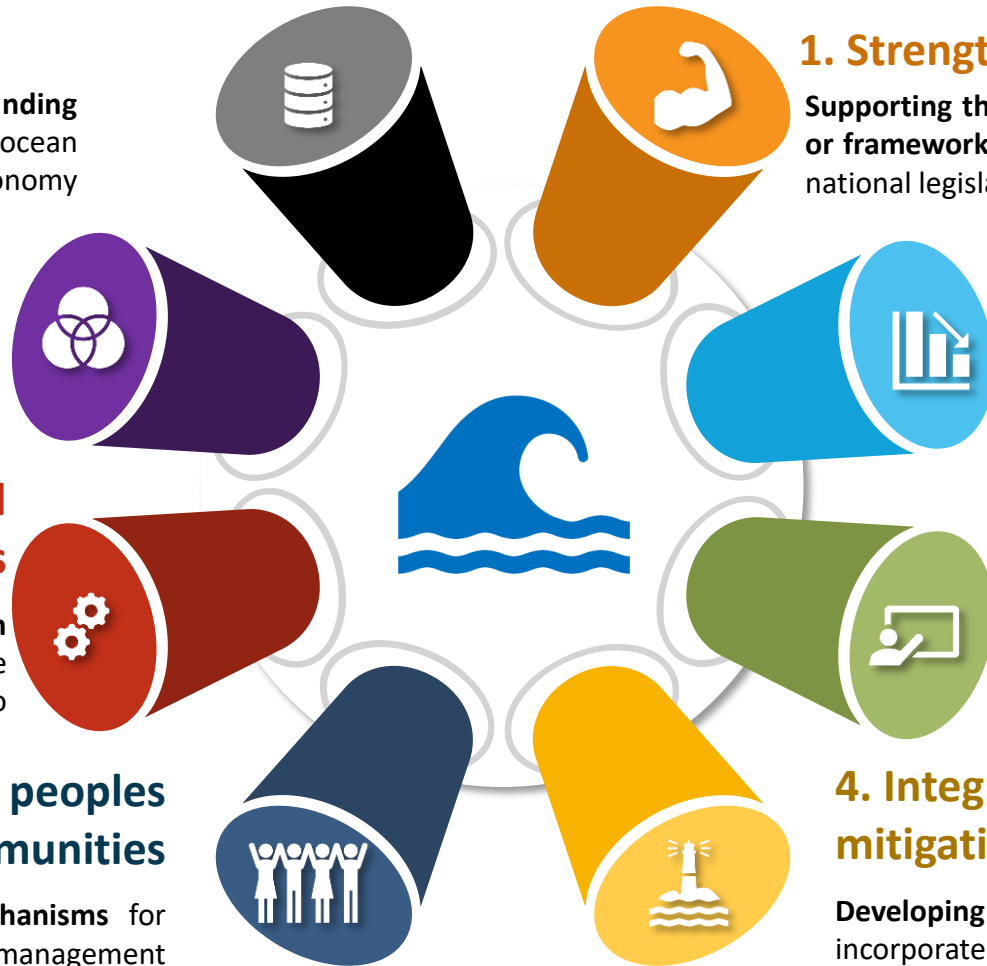 1. Strengt
Supporting th
or framework
national legisla
nding
ocean
onomy
4. Integ
mitigati
Developing
incorporate
peoples
munities
hanisms for
management